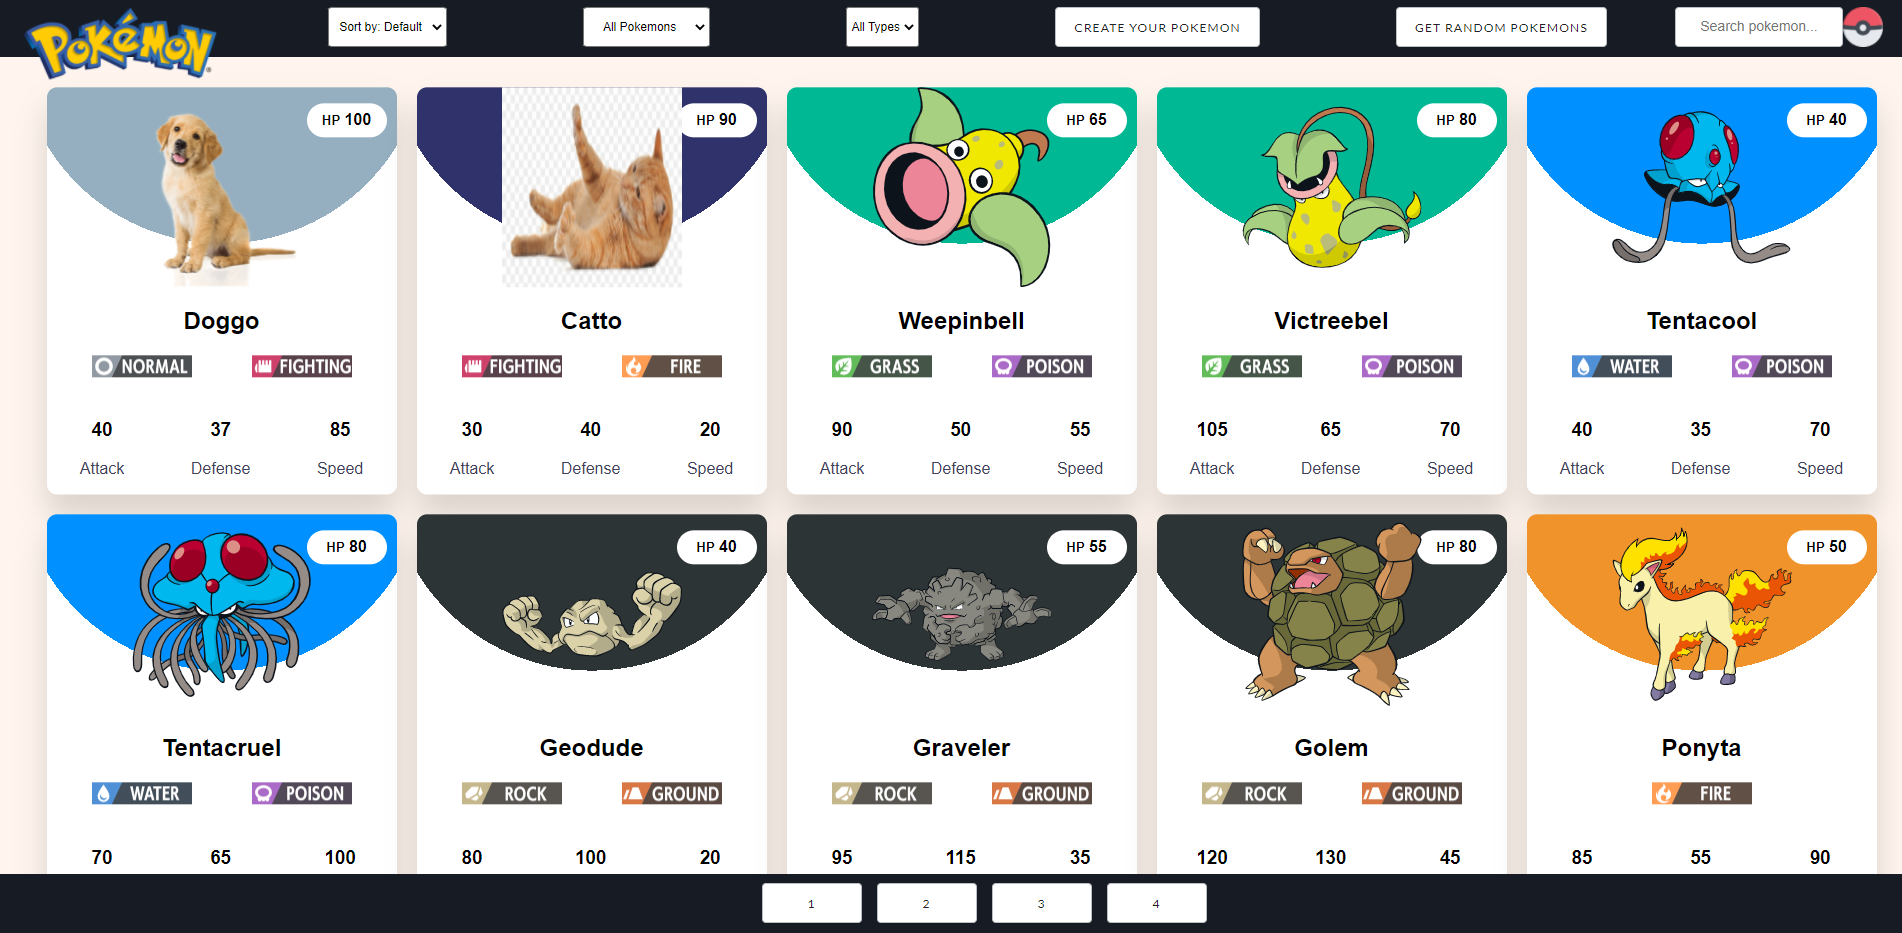 Pokémon
Sort by: Default
All Pokemons
All Types
CREATE YOUR POKEMON
GET RANDOM POKEMONS
Search pokemon...
HP 100
HP 90
HP 65
HP 80
HP 40
Doggo
Catto
Weepinbell
Victreebel
Tentacool
NORMAL FIGHTING
FIGHTING FIRE
GRASS POISON
GRASS POISON
WATER POISON
40 37 85
30 40 20
90 50 55
105 65 70
40 35 70
Attack Defense Speed
Attack Defense Speed
Attack Defense Speed
Attack Defense Speed
Attack Defense Speed
HP 80
HP 40
HP 55
HP 80
HP 50
Tentacruel
Geodude
Graveler
Golem
Ponyta
WATER POISON
ROCK GROUND
ROCK GROUND
ROCK GROUND
FIRE
70 65 100
80 100 20
95 115 35
120 130 45
85 55 90
1 2 3 4